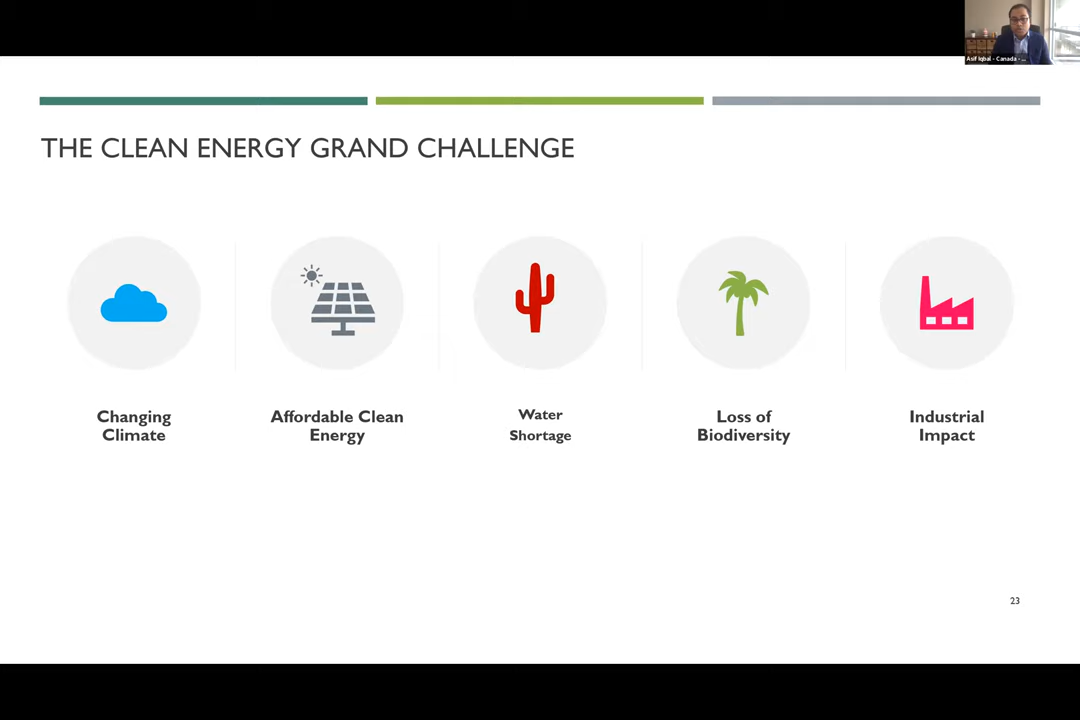 Asif Iqbal - Canada - ...
THE CLEAN ENERGY GRAND CHALLENGE
Changing
Climate
Affordable Clean
Energy
Water
Shortage
Loss of
Biodiversity
Industrial
Impact
23